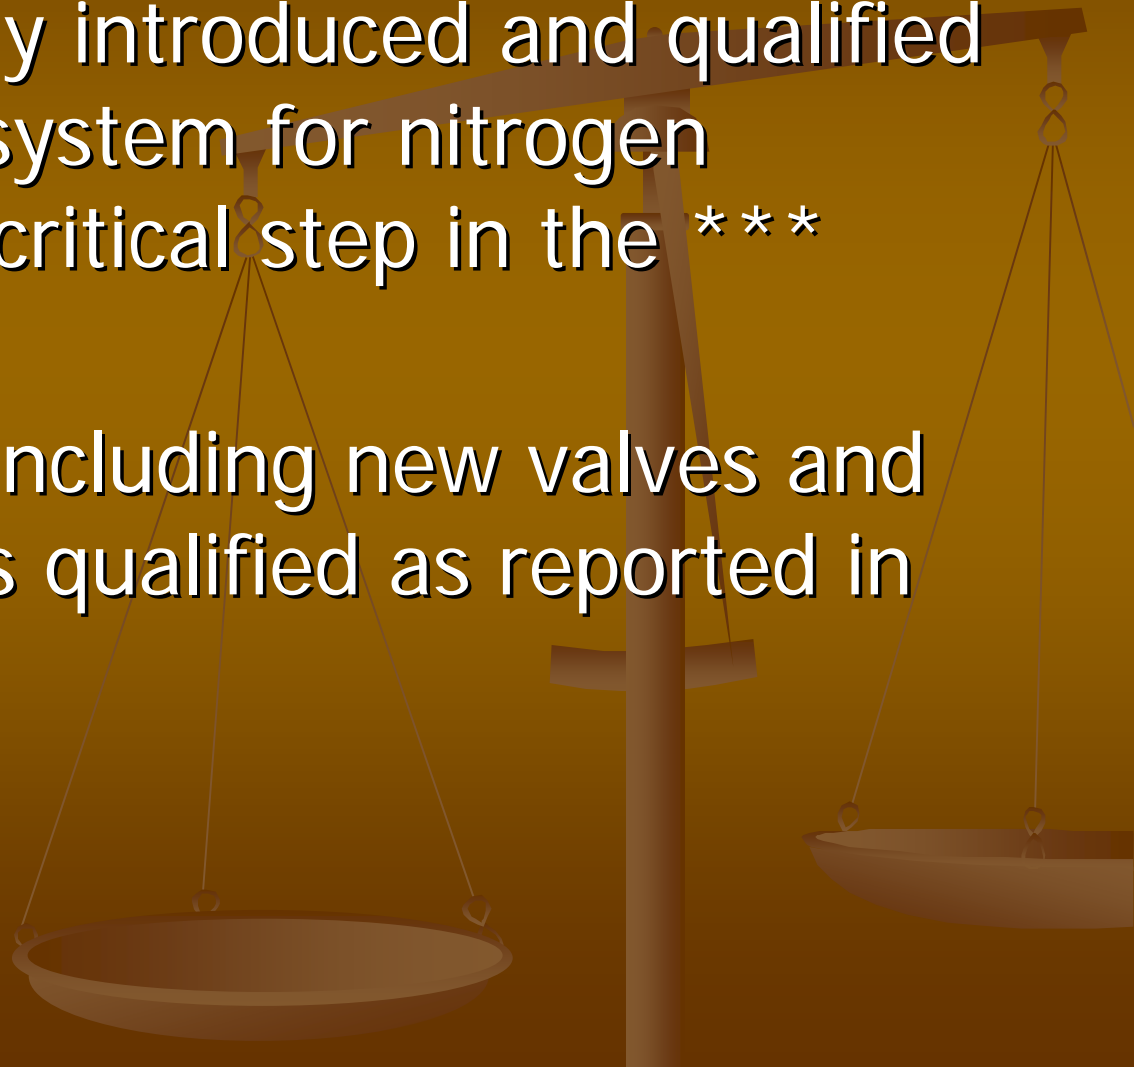 y introduced and qualified
system for nitrogen
critical step in the ***
ncluding new valves and
s qualified as reported in